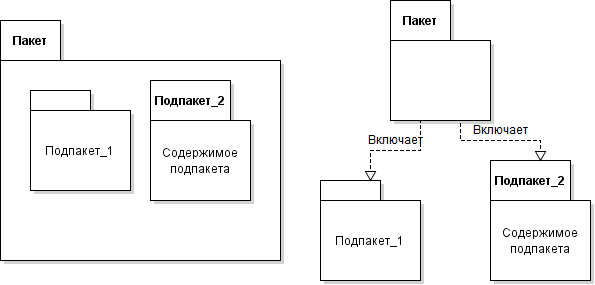 Пакет
Подпакет_1
Подпакет_2
Содержимое
подпакета
Пакет
Включает
Включает
Подпакет_1
Подпакет_2
Содержимое
подпакета